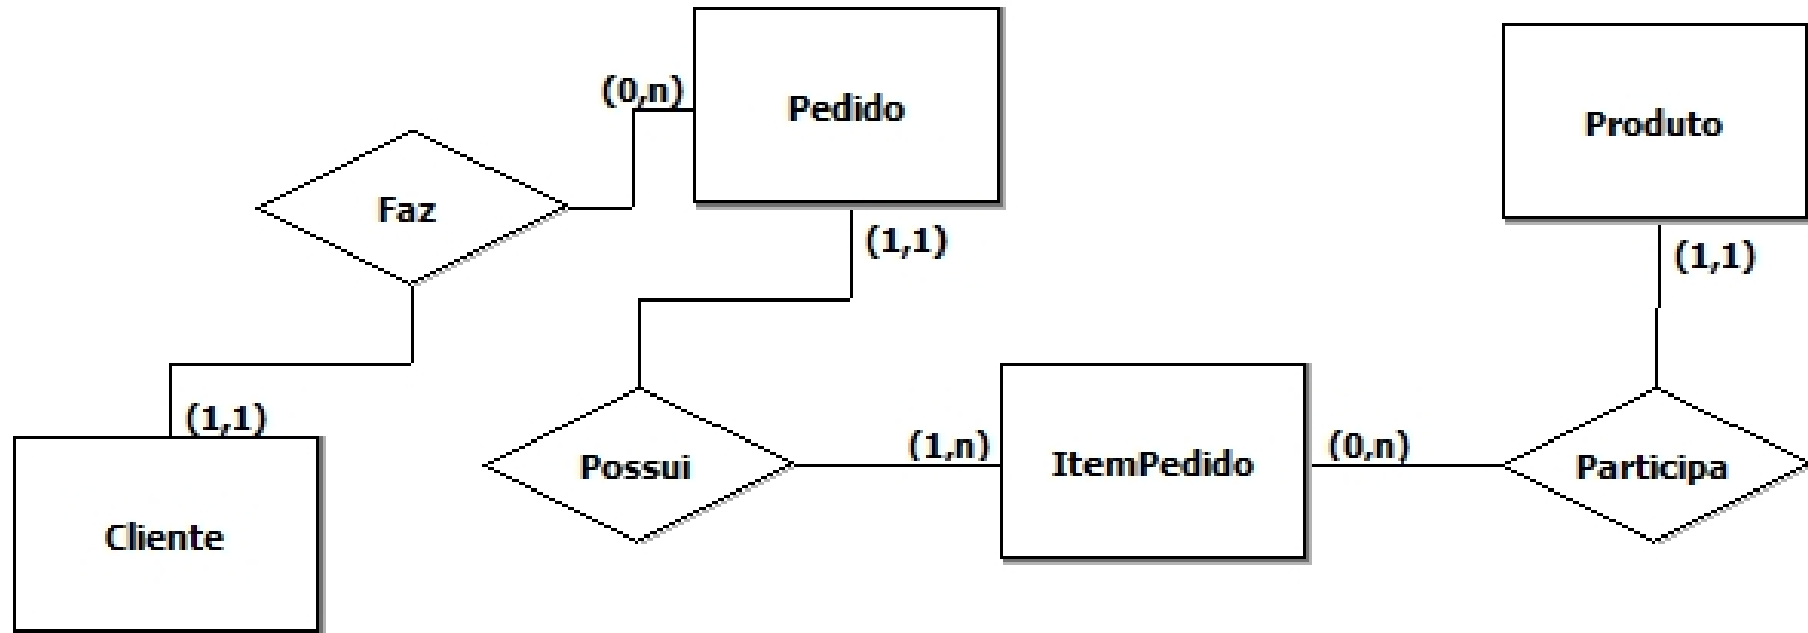 Pedido
Produto
(0,n)
Faz
(1,1)
(1,1)
(1,1)
Cliente
Possui
(1,n)
ItemPedido
(0,n)
Participa